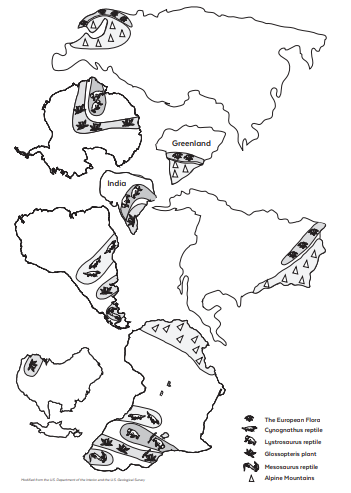 Greenland
India
The European Flora
Cynognathus reptile
Lystrosaurus reptile
Glossopteris plant
Mesosaurus reptile
Alpine Mountains
Modified from the U.S. Department of the Interior and the U.S. Geological Survey